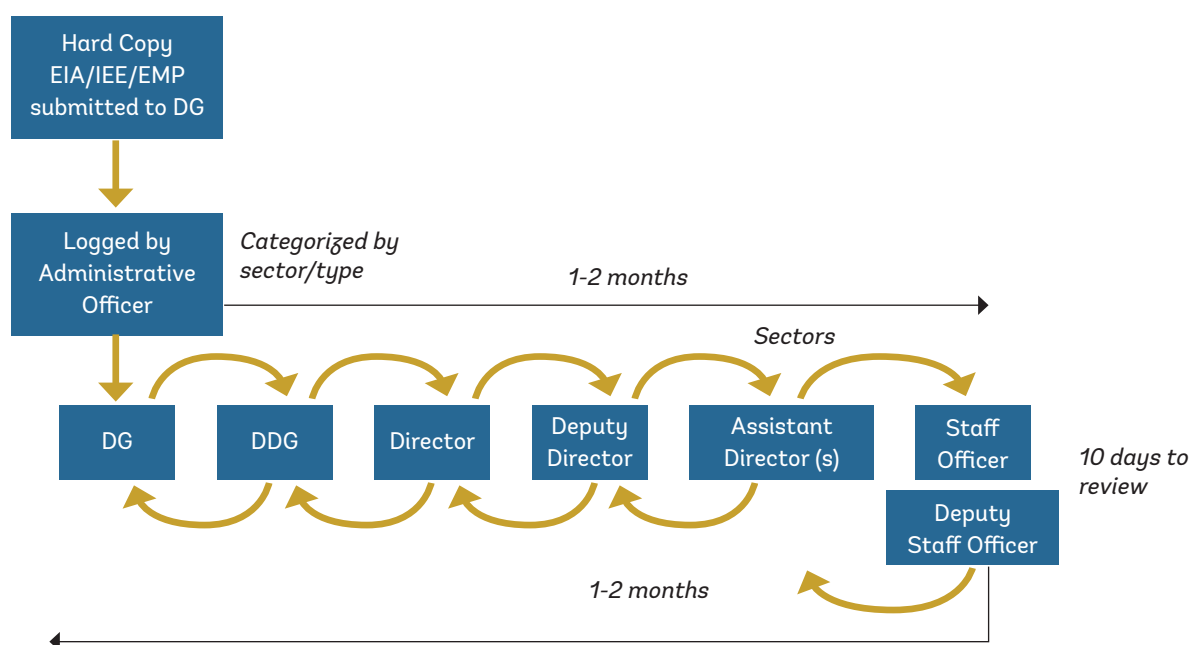 Hard Copy
EIA/IEE/EMP
submitted to DG
Logged by
Administrative
Officer
Categorized by
sector/type
1-2 months
Sectors
DG
DDG
Director
Deputy
Director
Assistant
Director (s)
Staff
Officer
10 days to
review
Deputy
Staff Officer
1-2 months